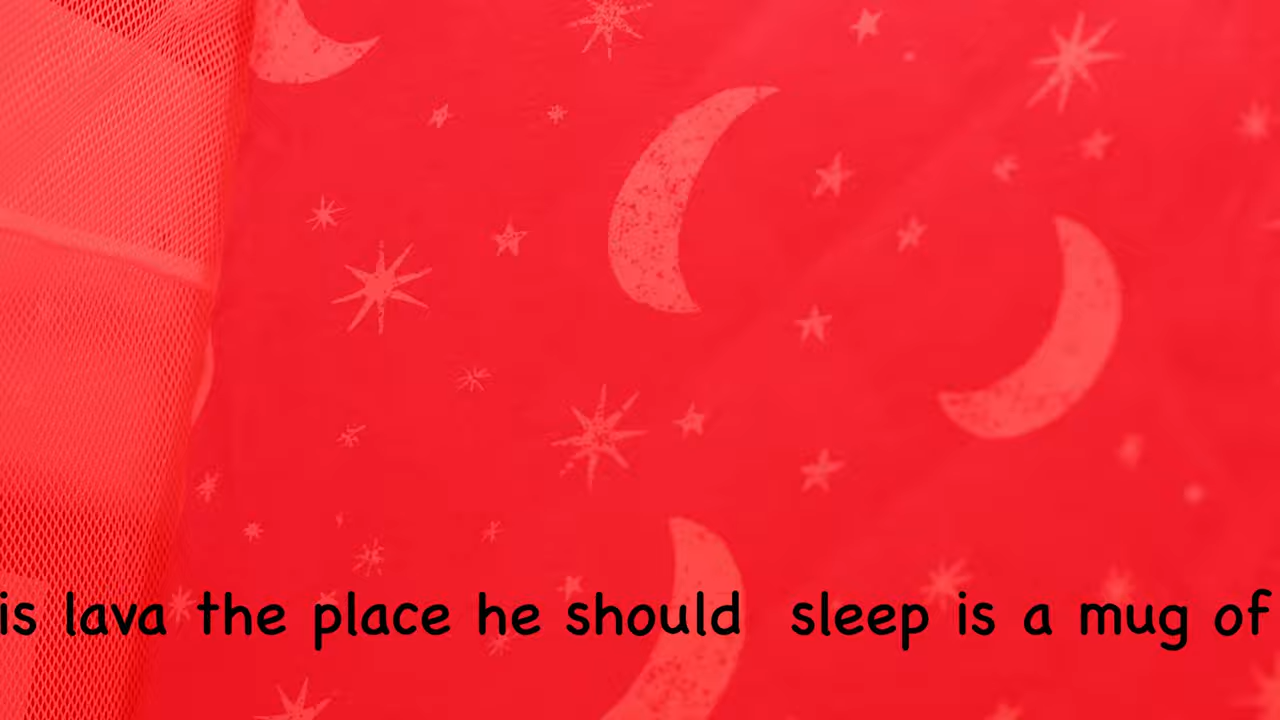 is lava the place he should  sleep is a mug of